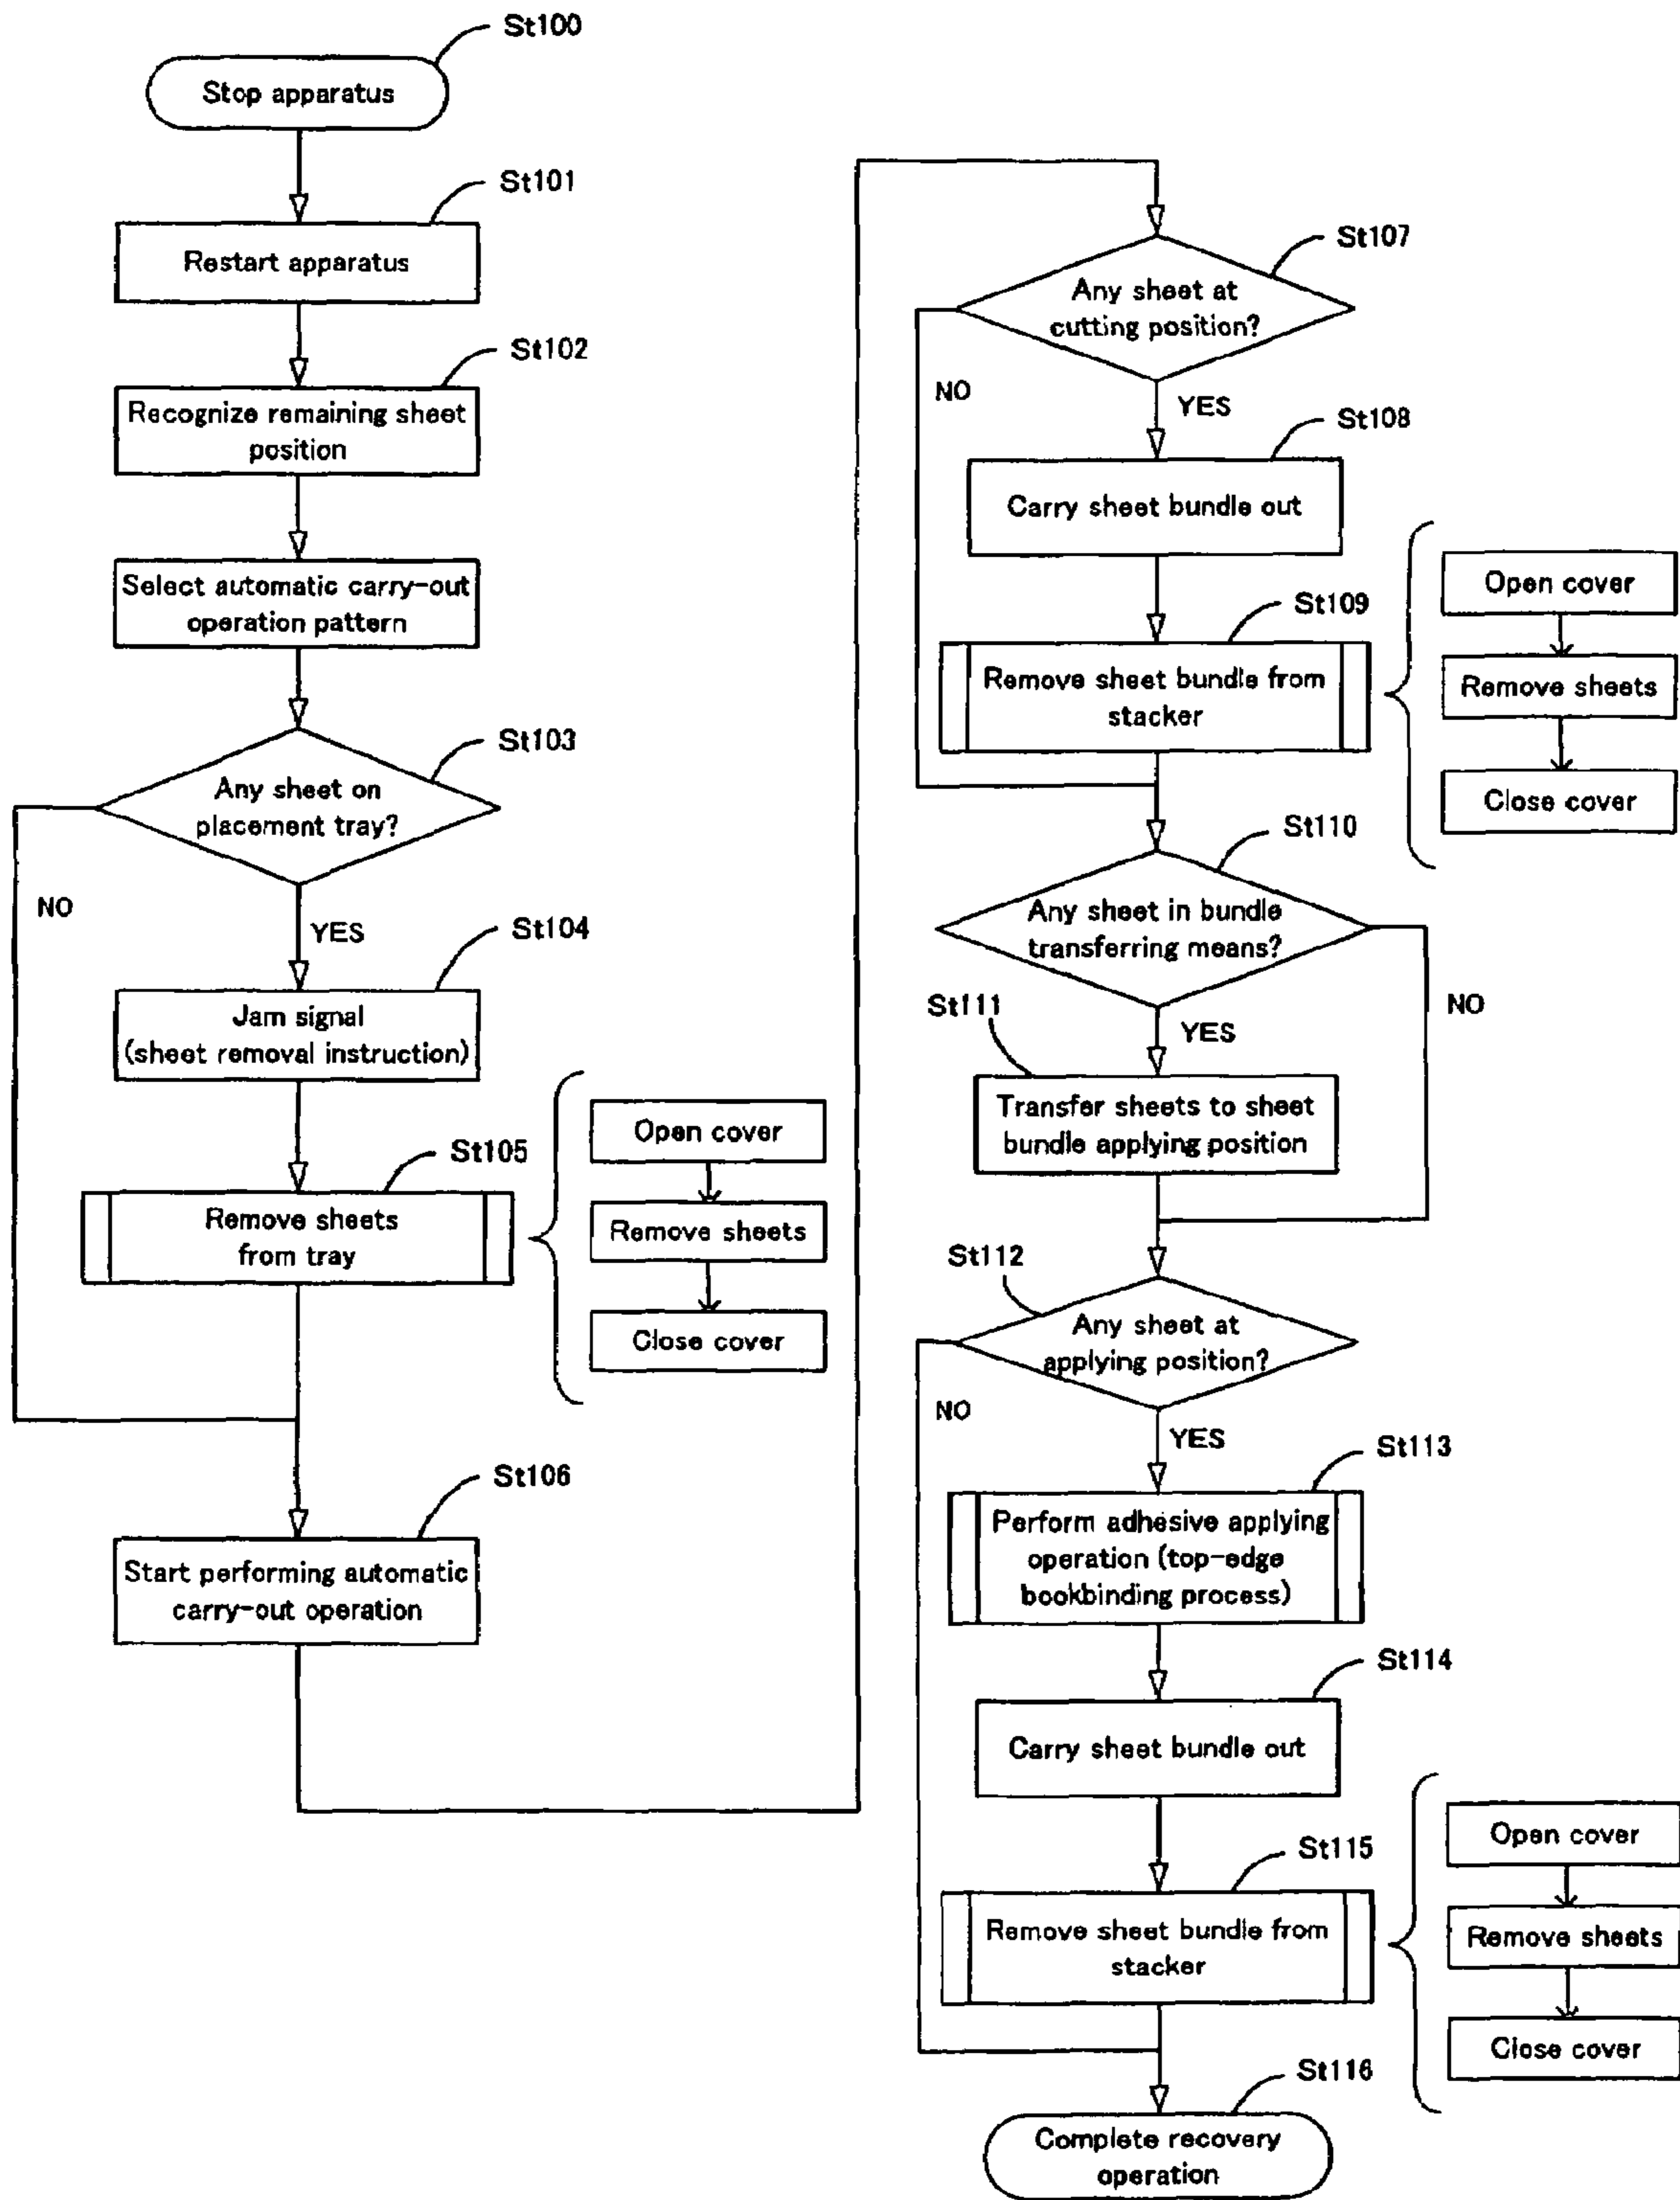 St100
Stop apparatus
St101
Restart apparatus
St102
Recognize remaining sheet
position
Select automatic carry-out
operation pattern
St103
Any sheet on
placement tray?
NO
YES
St104
Jam signal
(sheet removal instruction)
St105
Remove sheets
from tray
Open cover
Remove sheets
Close cover
St106
Start performing automatic
carry-out operation
St107
Any sheet at
cutting position?
NO
YES
St108
Carry sheet bundle out
St109
Remove sheet bundle from
stacker
Open cover
Remove sheets
Close cover
St110
Any sheet in bundle
transferring means?
NO
St111
YES
Transfer sheets to sheet
bundle applying position
St112
Any sheet at
applying position?
NO
YES
St113
Perform adhesive applying
operation (top-edge
bookbinding process)
St114
Carry sheet bundle out
St115
Remove sheet bundle from
stacker
Open cover
Remove sheets
Close cover
St116
Complete recovery
operation